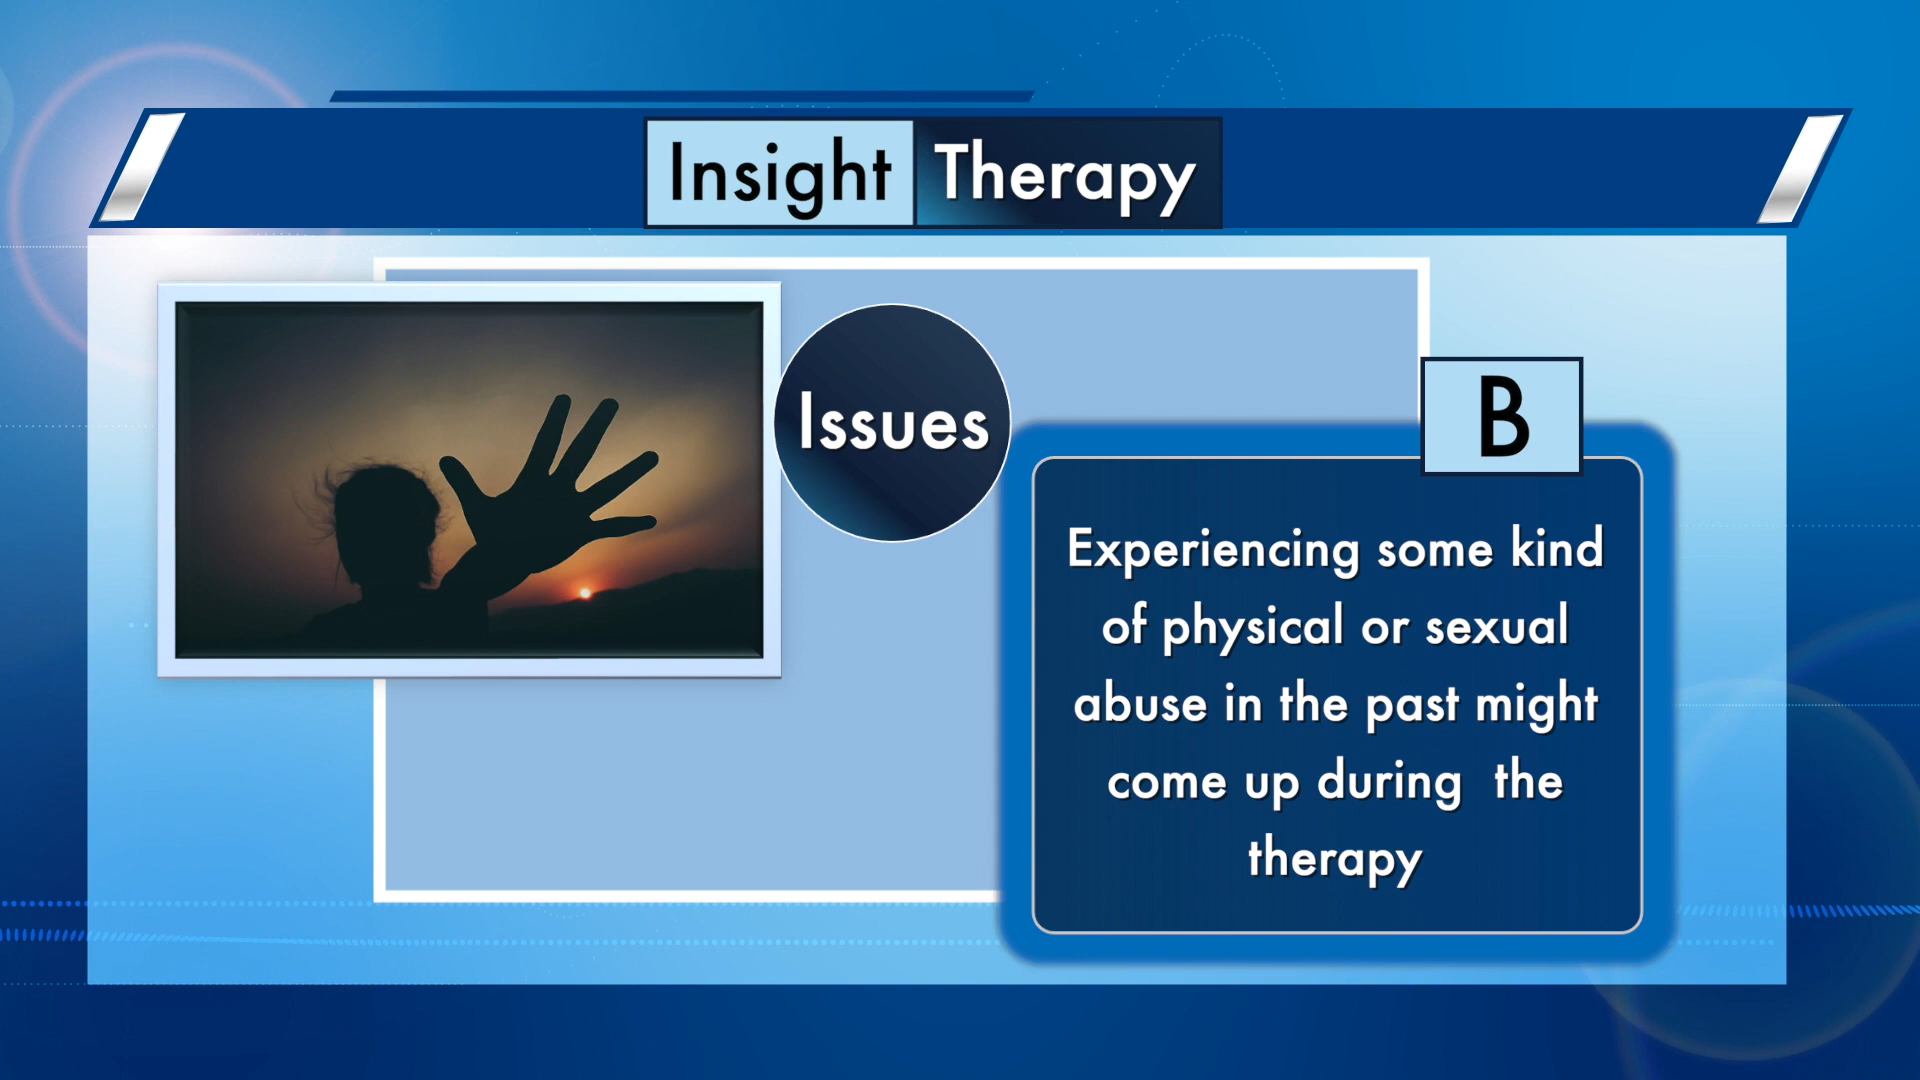 Insight Therapy
Issues
B
Experiencing some kind
of physical or sexual
abuse in the past might
come up during  the
therapy